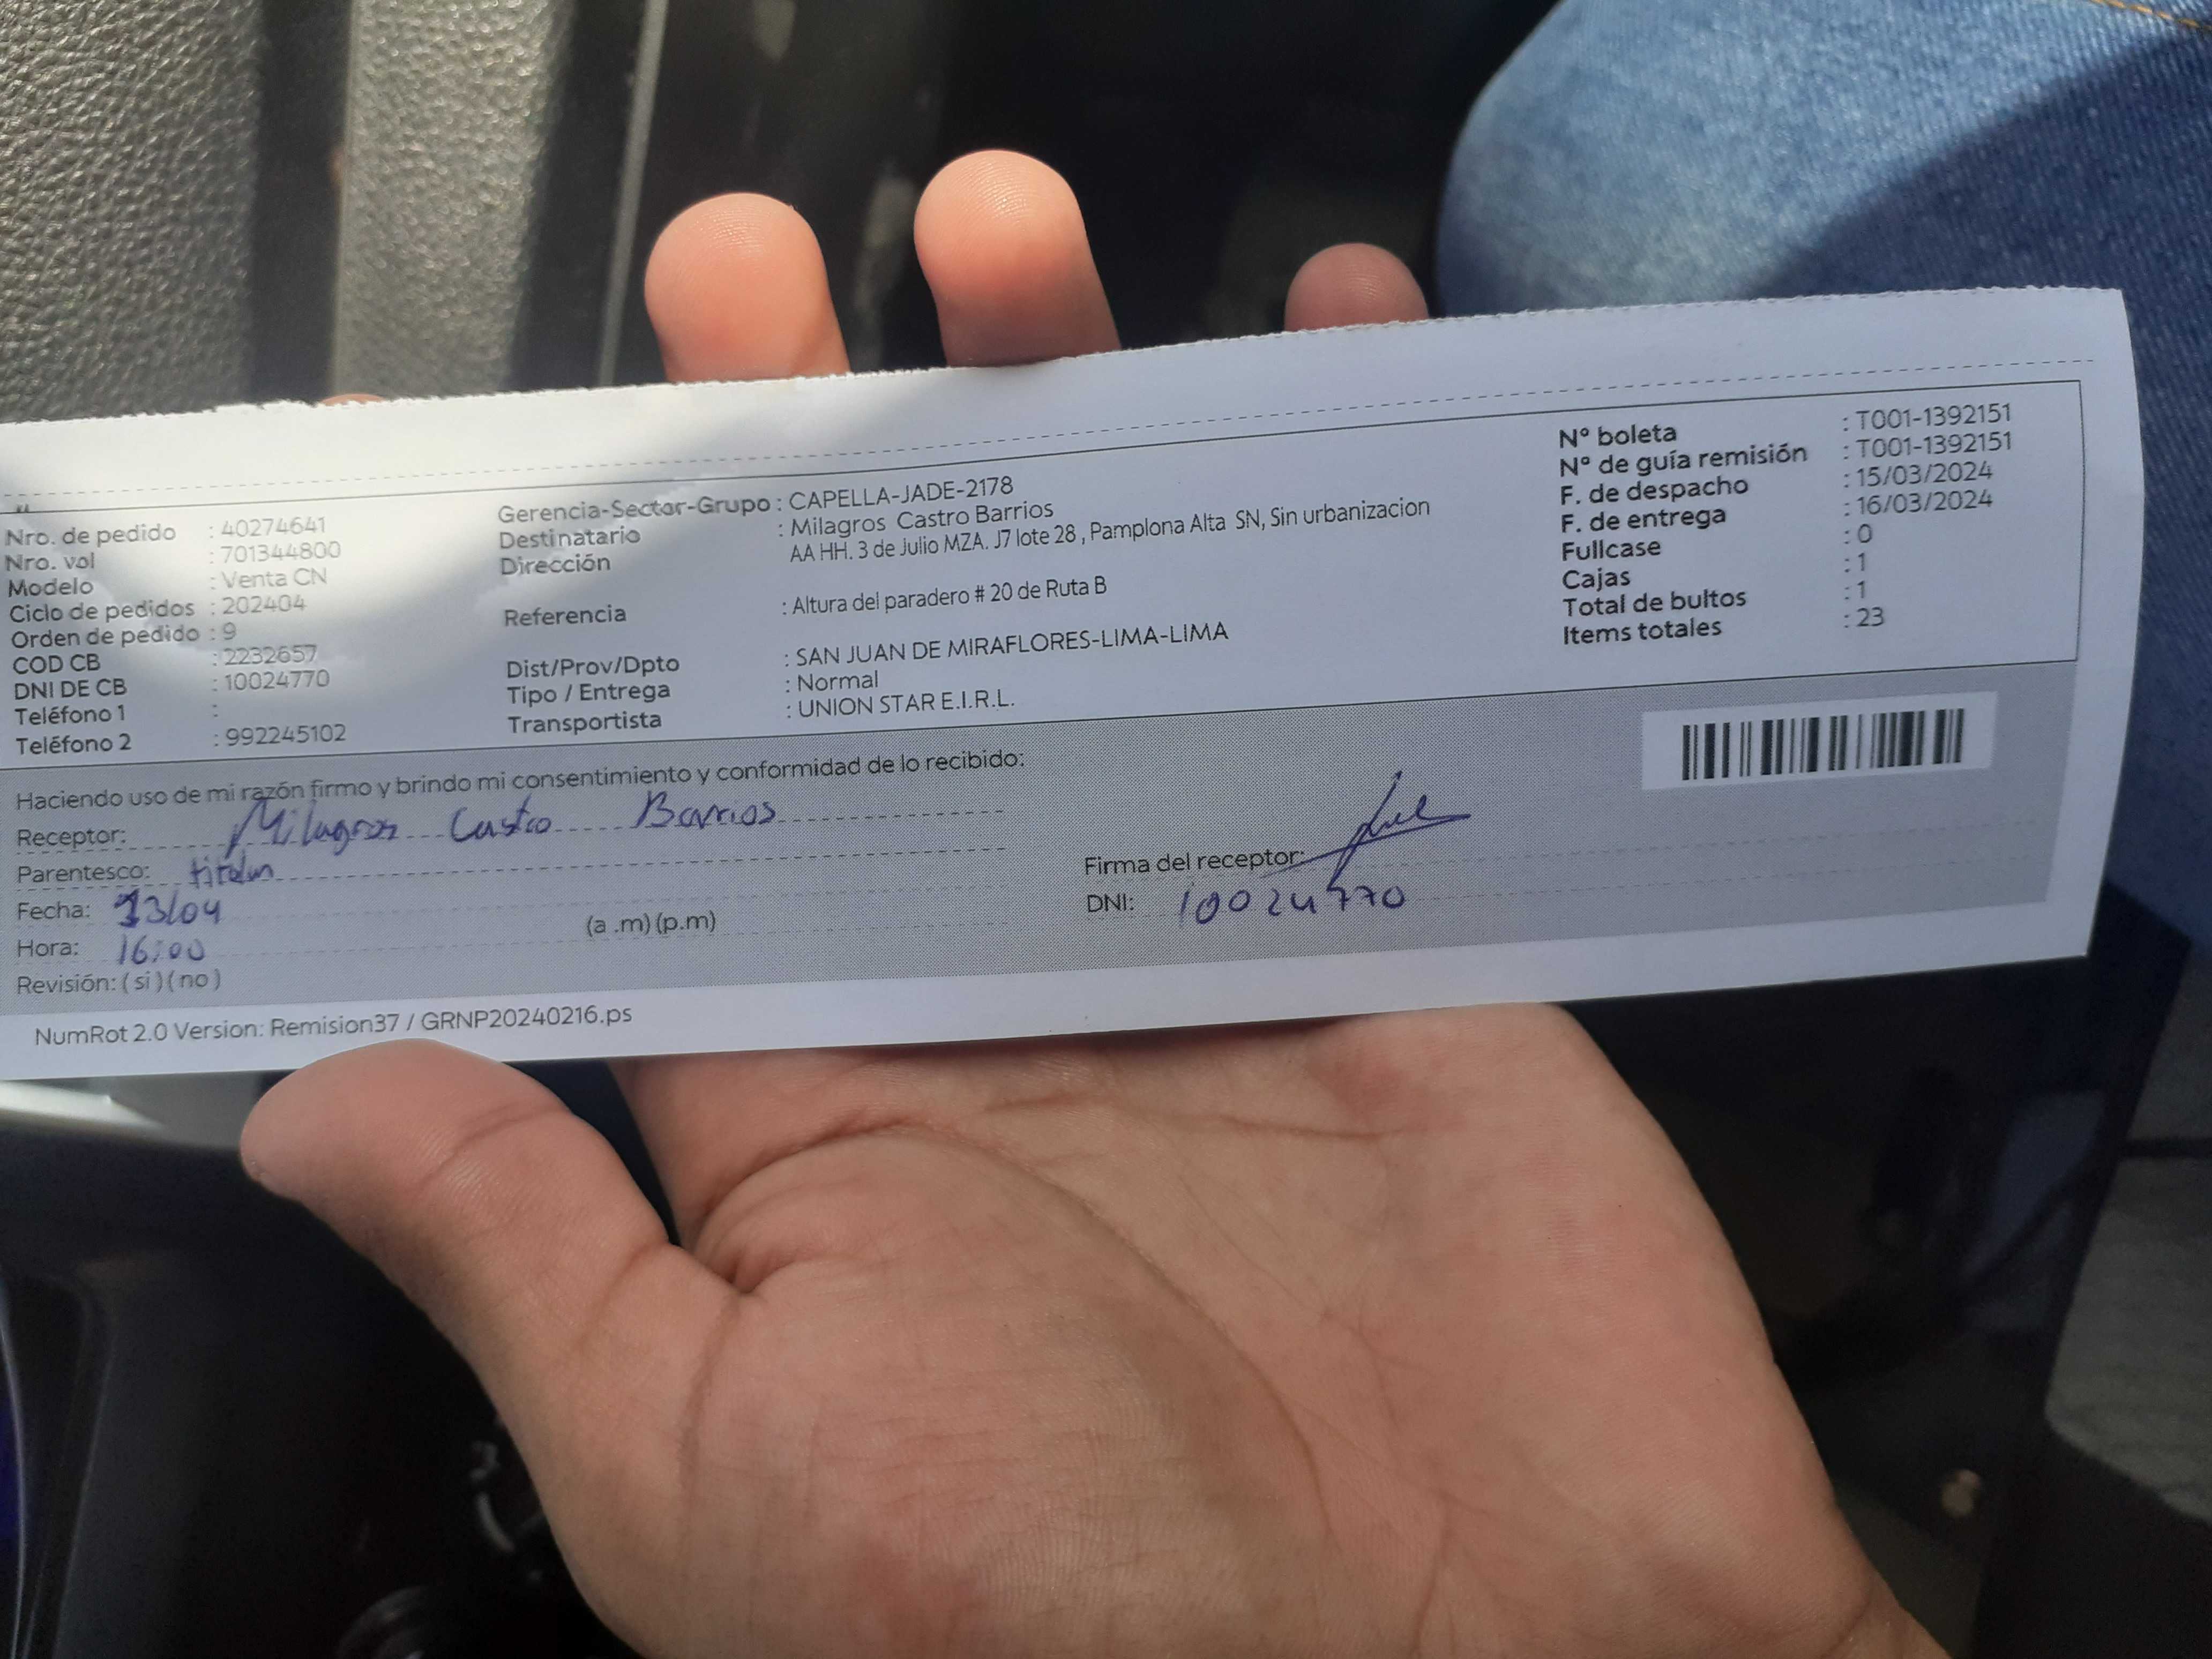 Nro. de pedido : 40274641
Nro. vol : 701344800
Modelo : Venta CN
Ciclo de pedidos : 202404
Orden de pedido : 9
COD CB : 2232657
DNI DE CB : 10024770
Teléfono 1 :
Teléfono 2 : 992245102
Gerencia-Sector-Grupo : CAPELLA-JADE-2178
Destinatario : Milagros Castro Barrios
Dirección AA HH. 3 de Julio MZA. J7 lote 28 , Pamplona Alta SN, Sin urbanizacion
Referencia : Altura del paradero # 20 de Ruta B
Dist/Prov/Dpto : SAN JUAN DE MIRAFLORES-LIMA-LIMA
Tipo / Entrega : Normal
Transportista : UNION STAR E.I.R.L.
N° boleta : T001-1392151
N° de guía remisión : T001-1392151
F. de despacho : 15/03/2024
F. de entrega : 16/03/2024
Fullcase : 0
Cajas : 1
Total de bultos : 1
Items totales : 23
Haciendo uso de mi razón firmo y brindo mi consentimiento y conformidad de lo recibido:
Receptor: Milagros Castro Barrios
Parentesco: titular
Fecha: 13/04
Hora: 16:00 (a .m) (p.m)
Revisión: ( si ) ( no )
Firma del receptor:
DNI: 10024770
NumRot 2.0 Version: Remision37 / GRNP20240216.ps